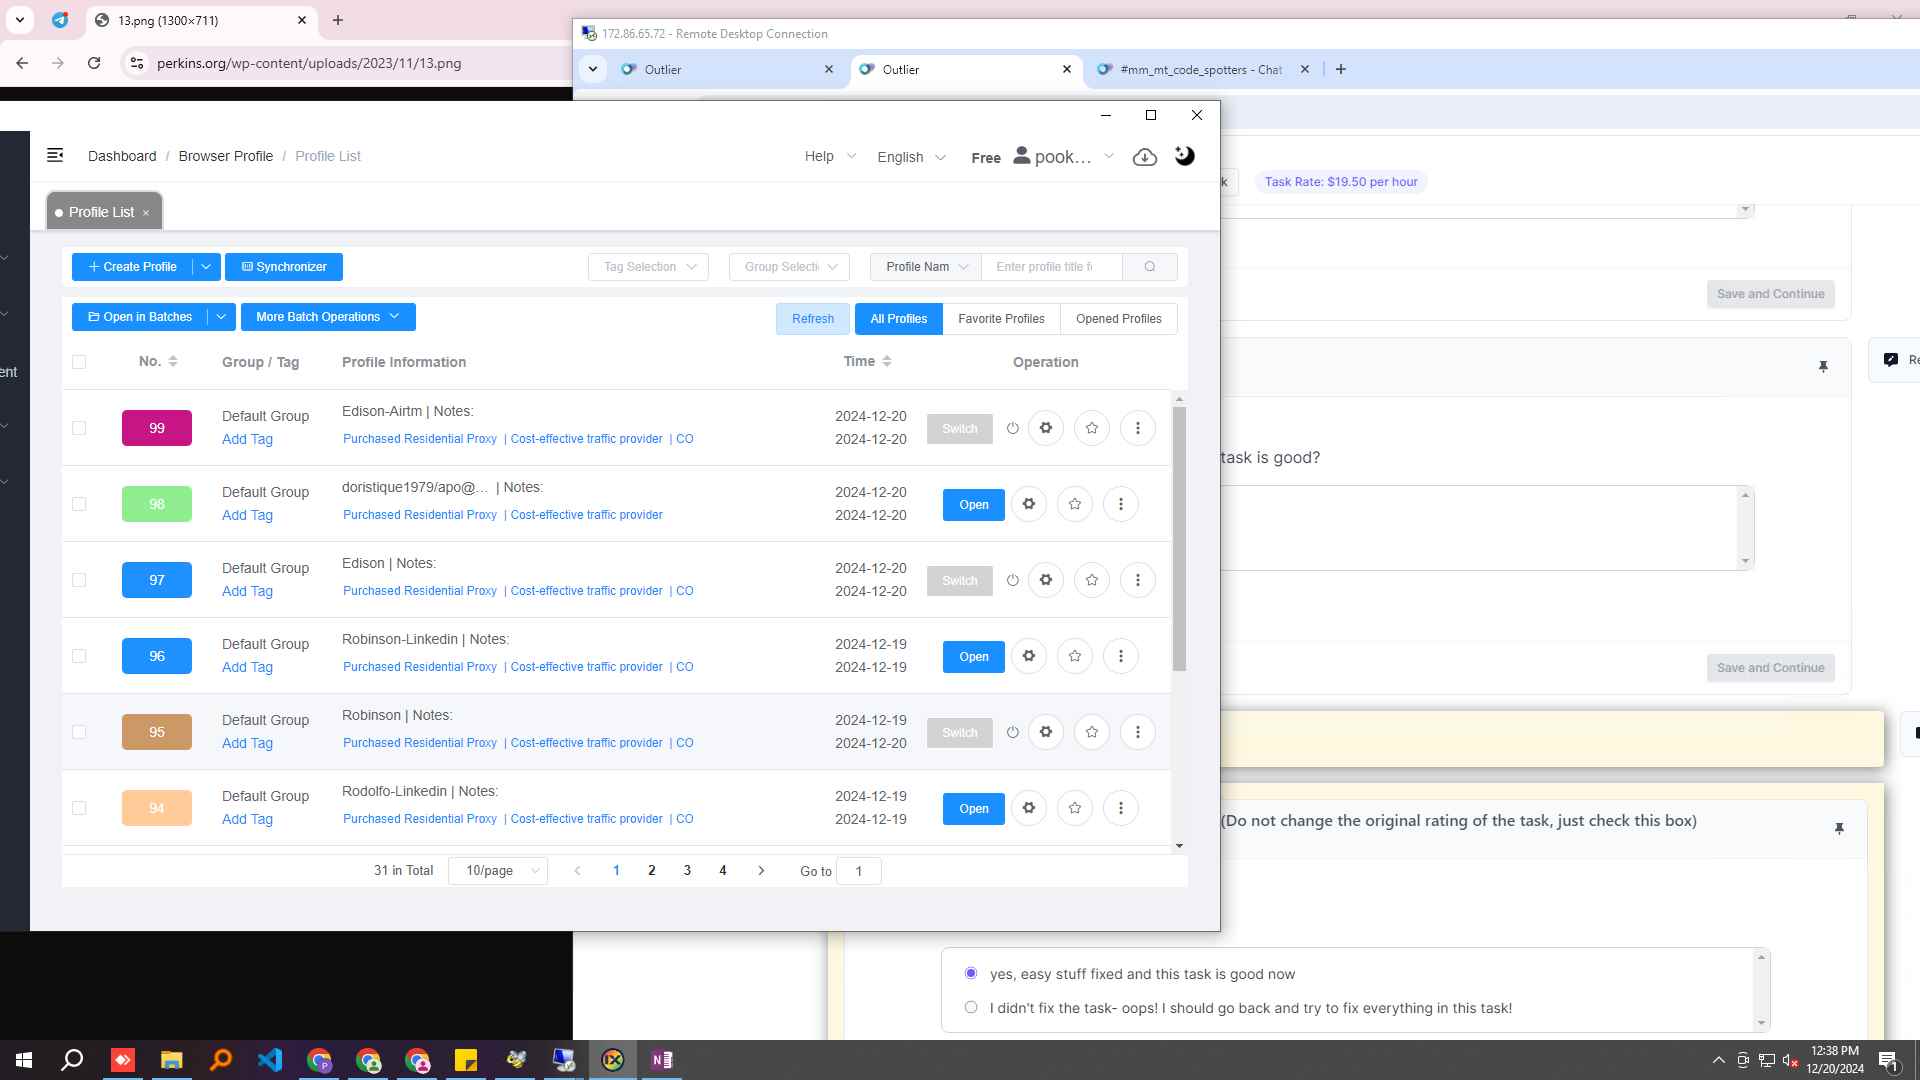 13.png (1300×711)
172.86.65.72 - Remote Desktop Connection
perkins.org/wp-content/uploads/2023/11/13.png
Outlier
Outlier
#mm_mt_code_spotters - Chat
Dashboard / Browser Profile / Profile List
Help
English
Free
pook...
k
Task Rate: $19.50 per hour
Profile List ×
Create Profile
Synchronizer
Tag Selection
Profile Nam
Enter profile title
Save and Continue
Open in Batches
More Batch Operations
Refresh
All Profiles
Favorite Profiles
Opened Profiles
No.
Group / Tag
Profile Information
Time
Operation
ent
Re
99
Default Group
Add Tag
Edison-Airtm | Notes:
Purchased Residential Proxy | Cost-effective traffic provider | CO
2024-12-20
2024-12-20
Switch
task is good?
98
Default Group
Add Tag
doristique1979/apo@... | Notes:
Purchased Residential Proxy | Cost-effective traffic provider
2024-12-20
2024-12-20
Open
97
Default Group
Add Tag
Edison | Notes:
Purchased Residential Proxy | Cost-effective traffic provider | CO
2024-12-20
2024-12-20
Switch
96
Default Group
Add Tag
Robinson-Linkedin | Notes:
Purchased Residential Proxy | Cost-effective traffic provider | CO
2024-12-19
2024-12-19
Open
Save and Continue
95
Default Group
Add Tag
Robinson | Notes:
Purchased Residential Proxy | Cost-effective traffic provider | CO
2024-12-19
2024-12-20
Switch
94
Default Group
Add Tag
Rodolfo-Linkedin | Notes:
Purchased Residential Proxy | Cost-effective traffic provider | CO
2024-12-19
2024-12-19
Open
(Do not change the original rating of the task, just check this box)
31 in Total
10/page
1
2
3
4
Go to
1
yes, easy stuff fixed and this task is good now
I didn't fix the task- oops! I should go back and try to fix everything in this task!
12:38 PM
12/20/2024
1